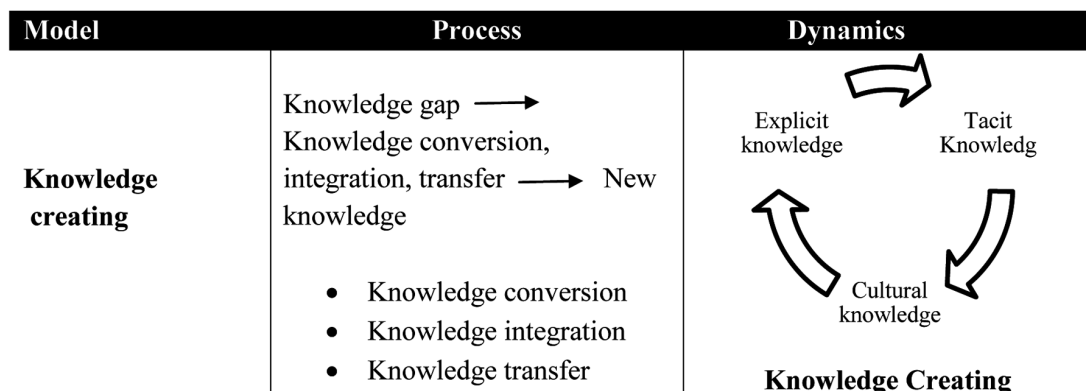 Model Process Dynamics
Knowledge
creating
Knowledge gap
Knowledge conversion,
integration, transfer New
knowledge
• Knowledge conversion
• Knowledge integration
• Knowledge transfer
Explicit
knowledge
Tacit
Knowledg
Cultural
knowledge
Knowledge Creating